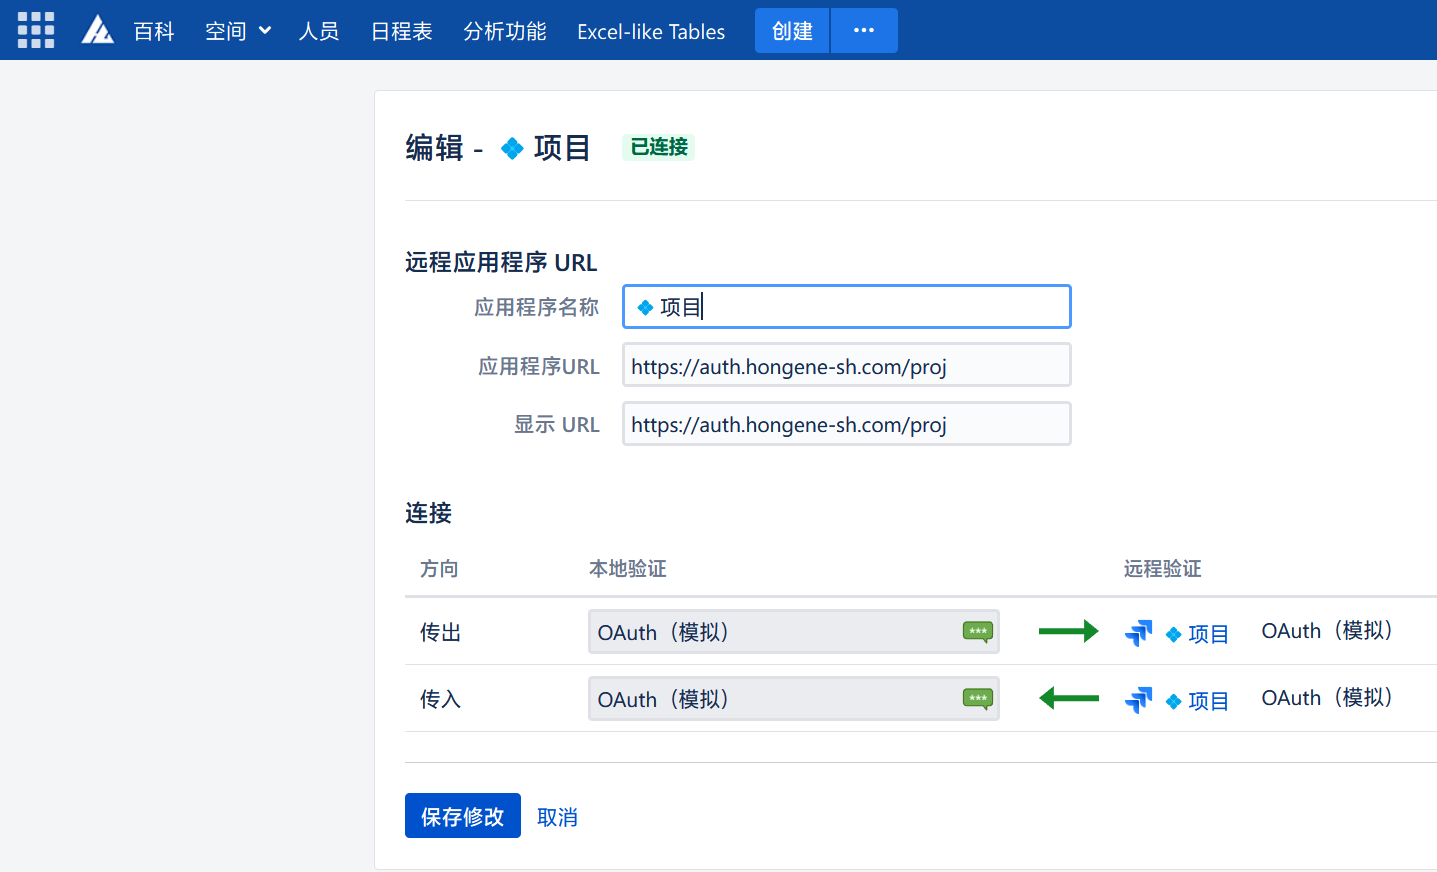 百科 空间 人员 日程表 分析功能 Excel-like Tables 创建 ···
编辑 - 项目 已连接
远程应用程序 URL
应用程序名称 项目
应用程序URL https://auth.hongene-sh.com/proj
显示 URL https://auth.hongene-sh.com/proj
连接
方向 本地验证 远程验证
传出 OAuth（模拟） *** 项目 OAuth（模拟）
传入 OAuth（模拟） *** 项目 OAuth（模拟）
保存修改 取消